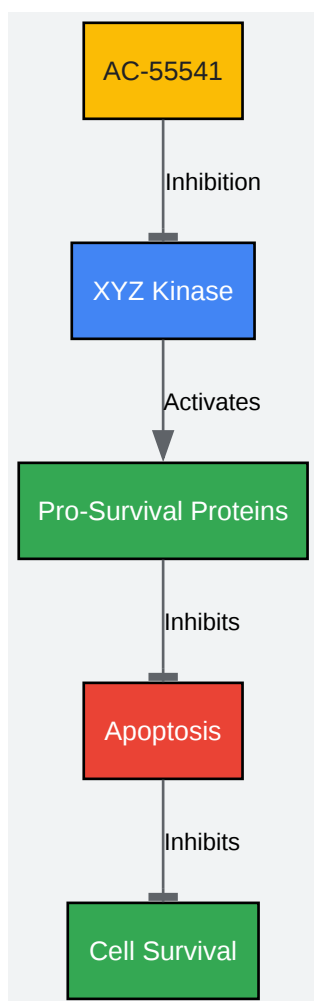 AC-55541
Inhibition
XYZ Kinase
Activates
Pro-Survival Proteins
Inhibits
Apoptosis
Inhibits
Cell Survival